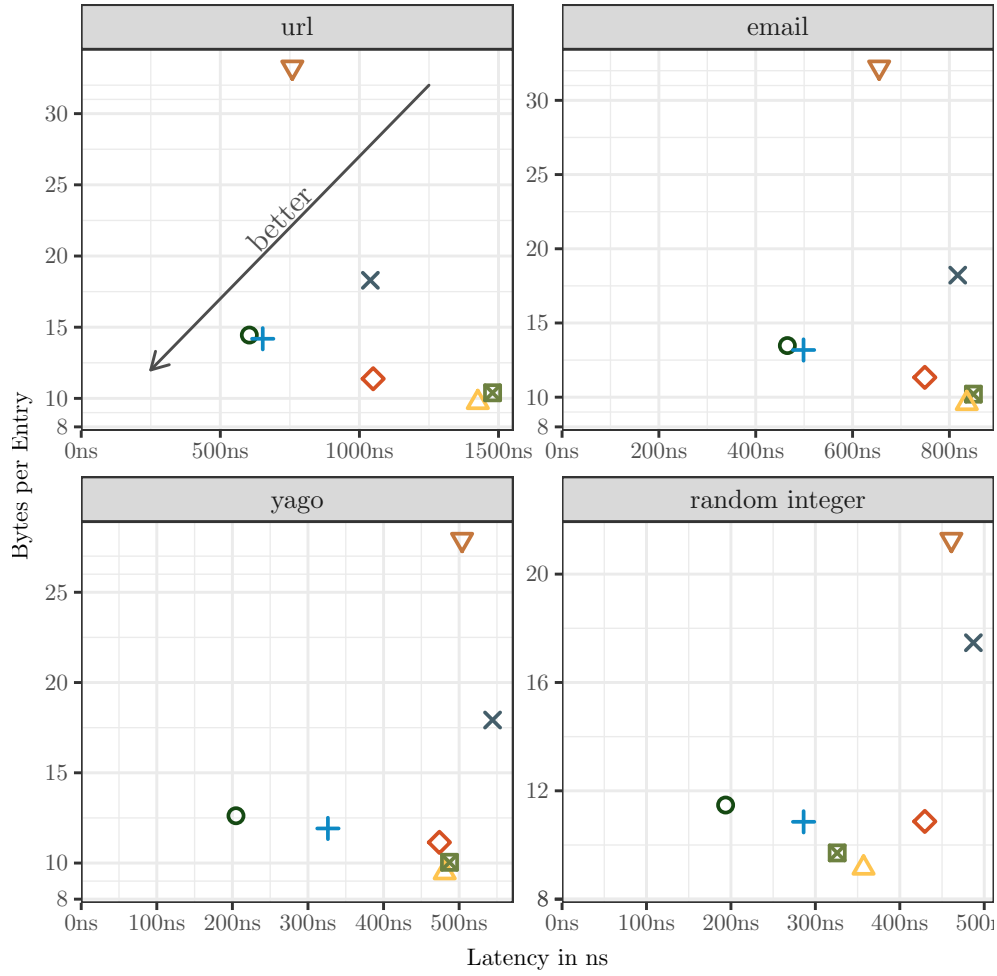 url
email
30
25
20
15
10
8
better
0ns
500ns
1000ns
1500ns
30
25
20
15
10
8
0ns
200ns
400ns
600ns
800ns
Bytes per Entry
yago
random integer
25
20
15
10
8
0ns
100ns
200ns
300ns
400ns
500ns
20
16
12
8
0ns
100ns
200ns
300ns
400ns
500n
Latency in ns